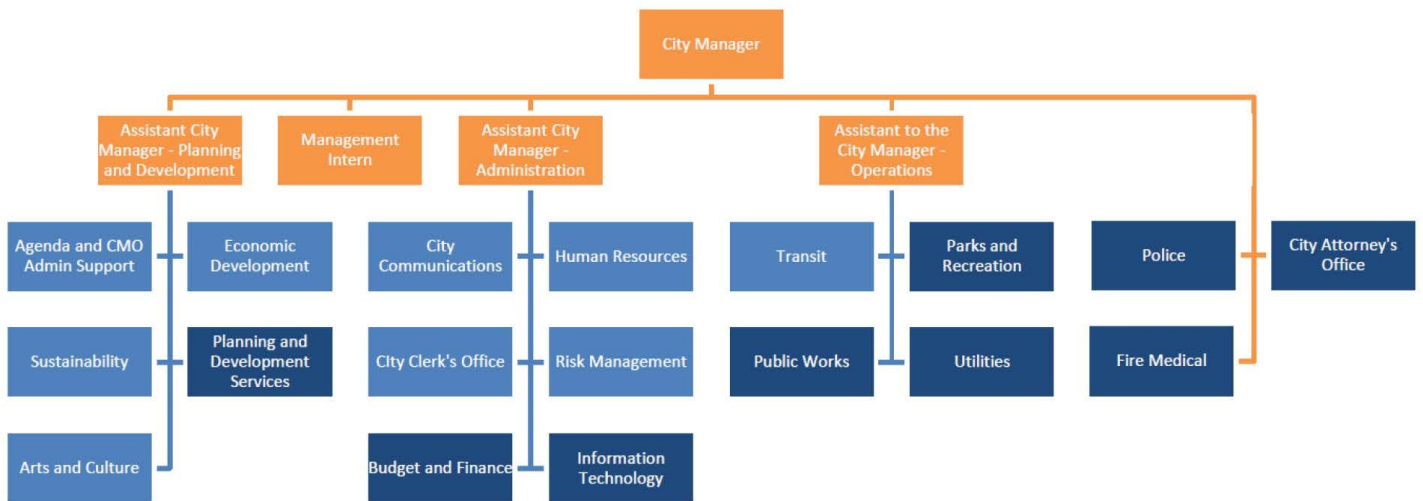 City Manager
Assistant City
Manager - Planning
and Development
Management
Intern
Assistant City
Manager -
Administration
Assistant to the
City Manager -
Operations
Agenda and CMO
Admin Support
Economic
Development
City
Communications
Human Resources
Transit
Parks and
Recreation
Police
City Attorney's
Office
Sustainability
Planning and
Development
Services
CIty Clerk's Office
Risk Management
Public Works
Utilities
Fire Medical
Arts and Culture
Budget and Finance
Information
Technology